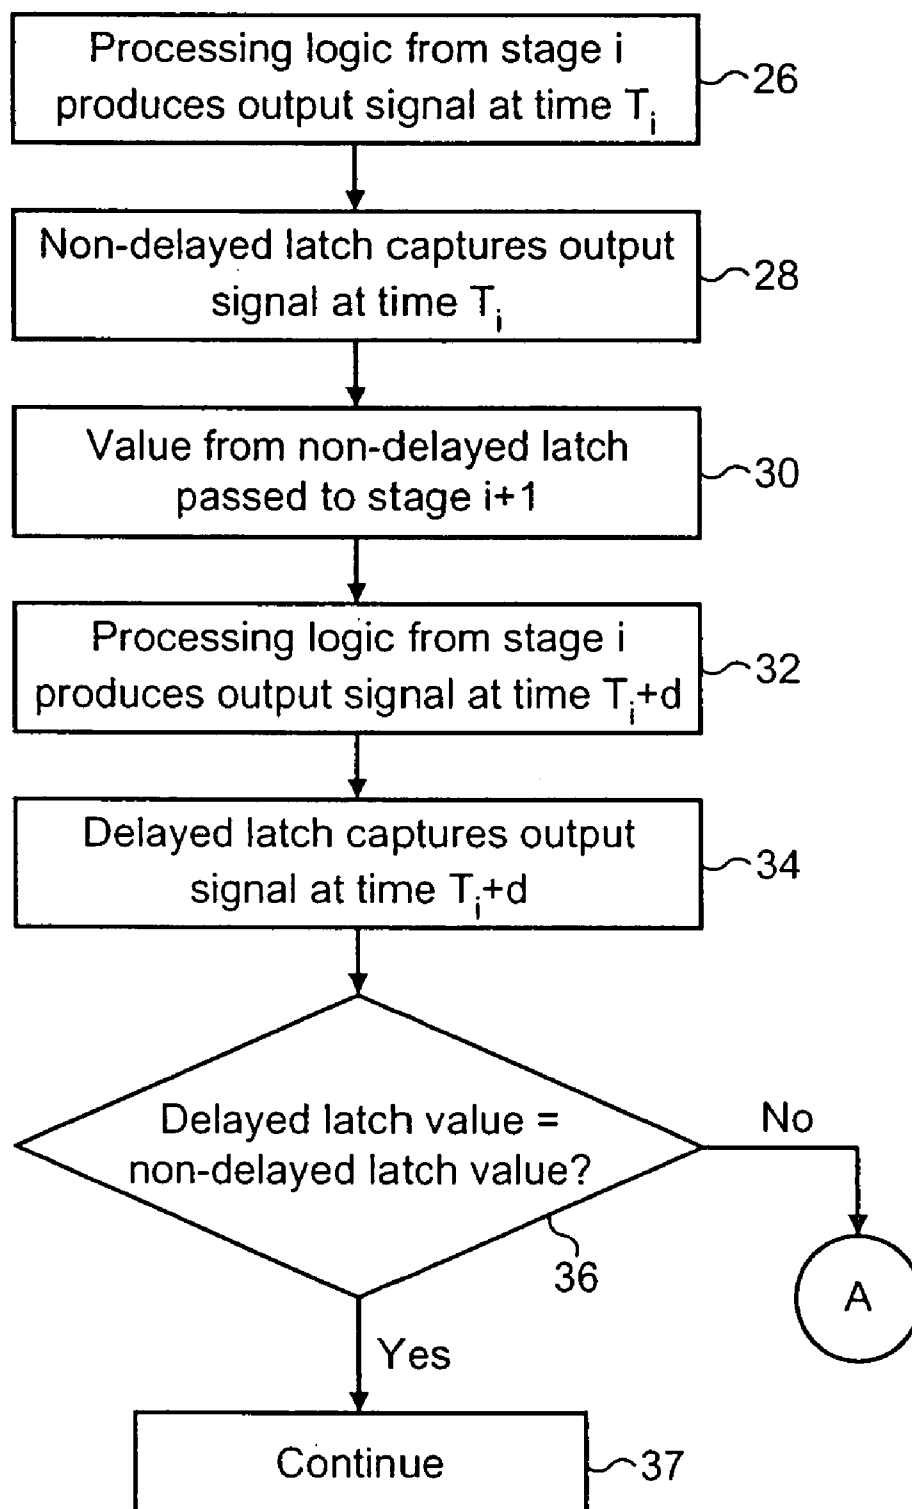 Processing logic from stage i
produces output signal at time Ti
26
Non-delayed latch captures output
signal at time Ti
28
Value from non-delayed latch
passed to stage i+1
30
Processing logic from stage i
produces output signal at time Ti+d
32
Delayed latch captures output
signal at time Ti+d
34
Delayed latch value =
non-delayed latch value?
No
36
A
Yes
Continue
37